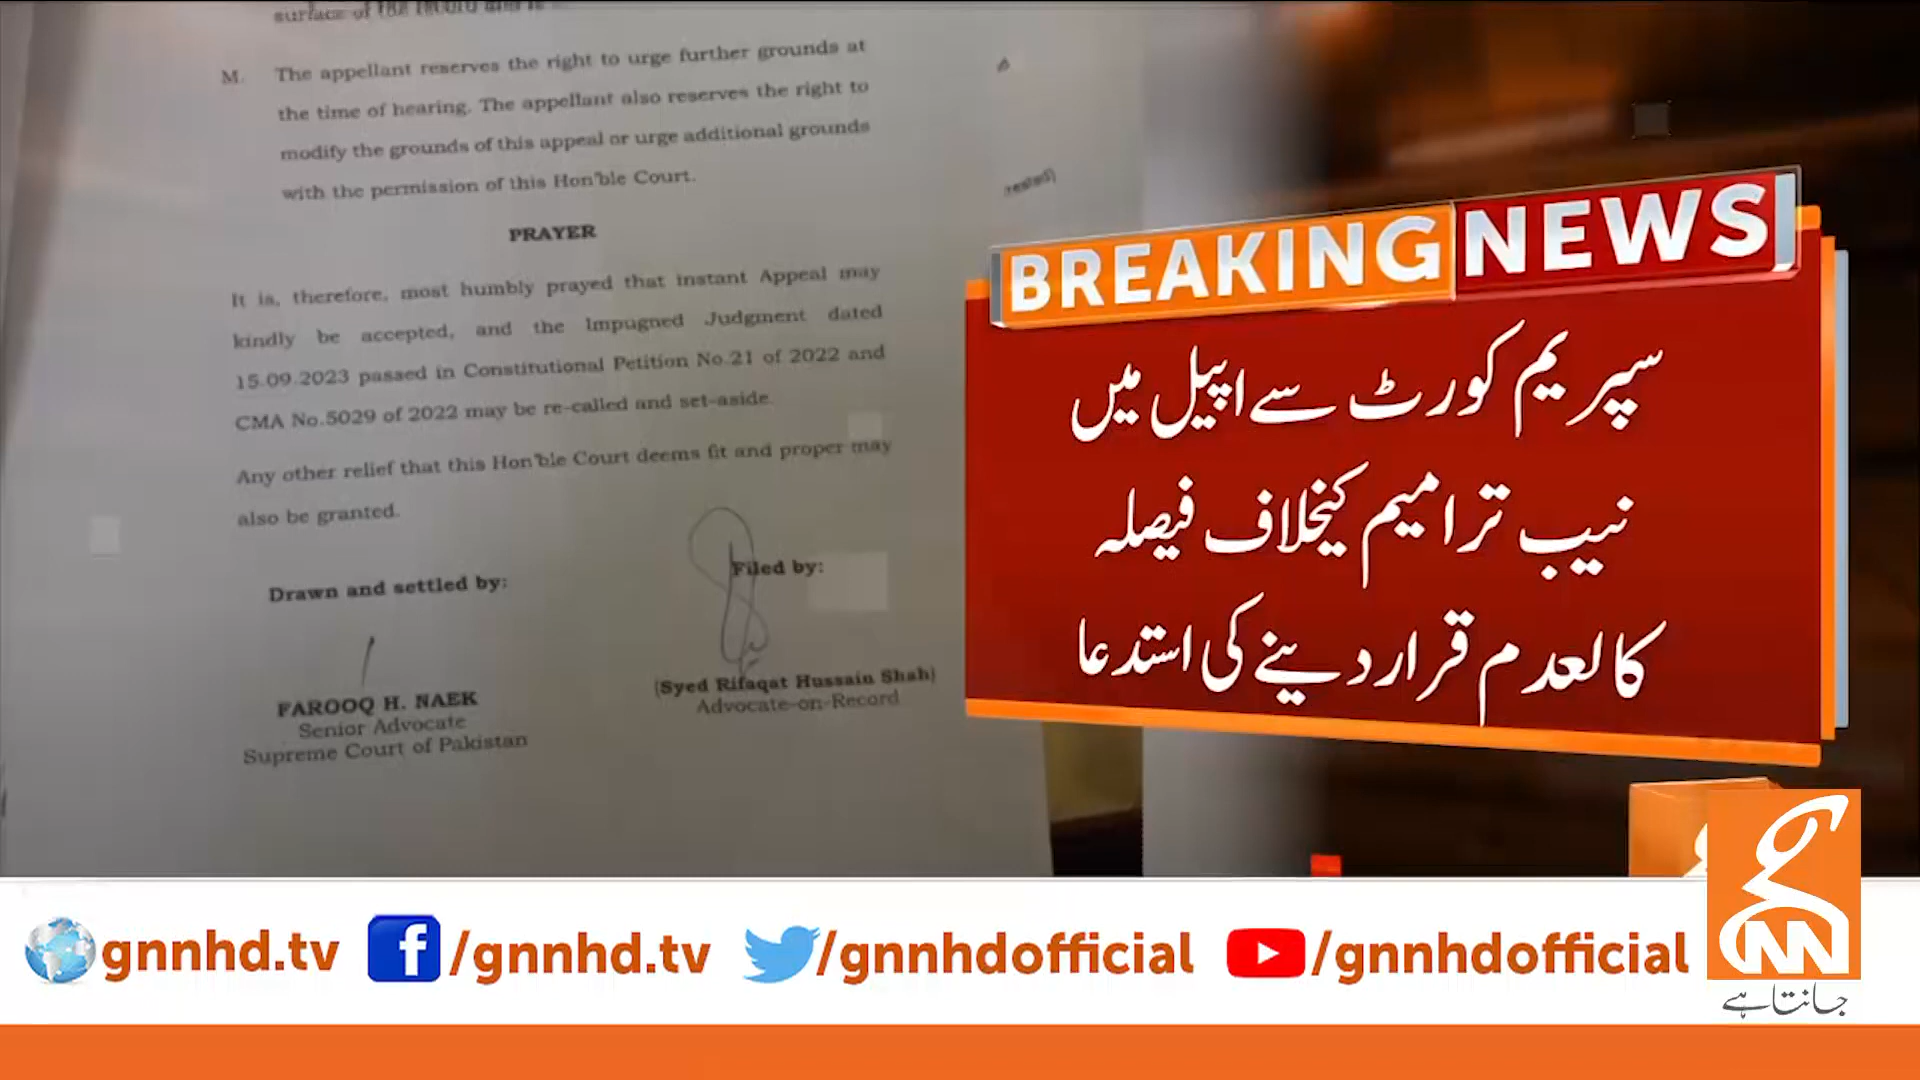 M. The appellant reserves the right to urge further grounds at
the time of hearing. The appellant also reserves the right to
modify the grounds of this appeal or urge additional grounds
with the permission of this Hon'ble Court.
PRAYER
It is, therefore, most humbly prayed that instant Appeal may
kindly be accepted, and the Impugned Judgment dated
15.09.2023 passed in Constitutional Petition No.21 of 2022 and
CMA No.5029 of 2022 may be re-called and set-aside.
Any other relief that this Hon'ble Court deems fit and proper may
also be granted.
Drawn and settled by:
FAROOQ H. NAEK
Senior Advocate
Supreme Court of Pakistan
Filed by:
(Syed Rifaqat Hussain Shah)
Advocate-on-Record
BREAKING NEWS
سپریم کورٹ سے اپیل میں
نیب ترامیم کیخلاف فیصلہ
کالعدم قرار دینے کی استدعا
gnnhd.tv
/gnnhd.tv
/gnnhdofficial
/gnnhdofficial
GNN
جانتا ہے